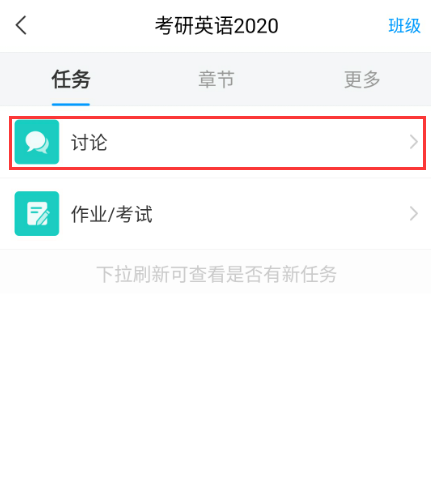 考研英语2020 班级
任务 章节 更多
讨论
作业/考试
下拉刷新可查看是否有新任务